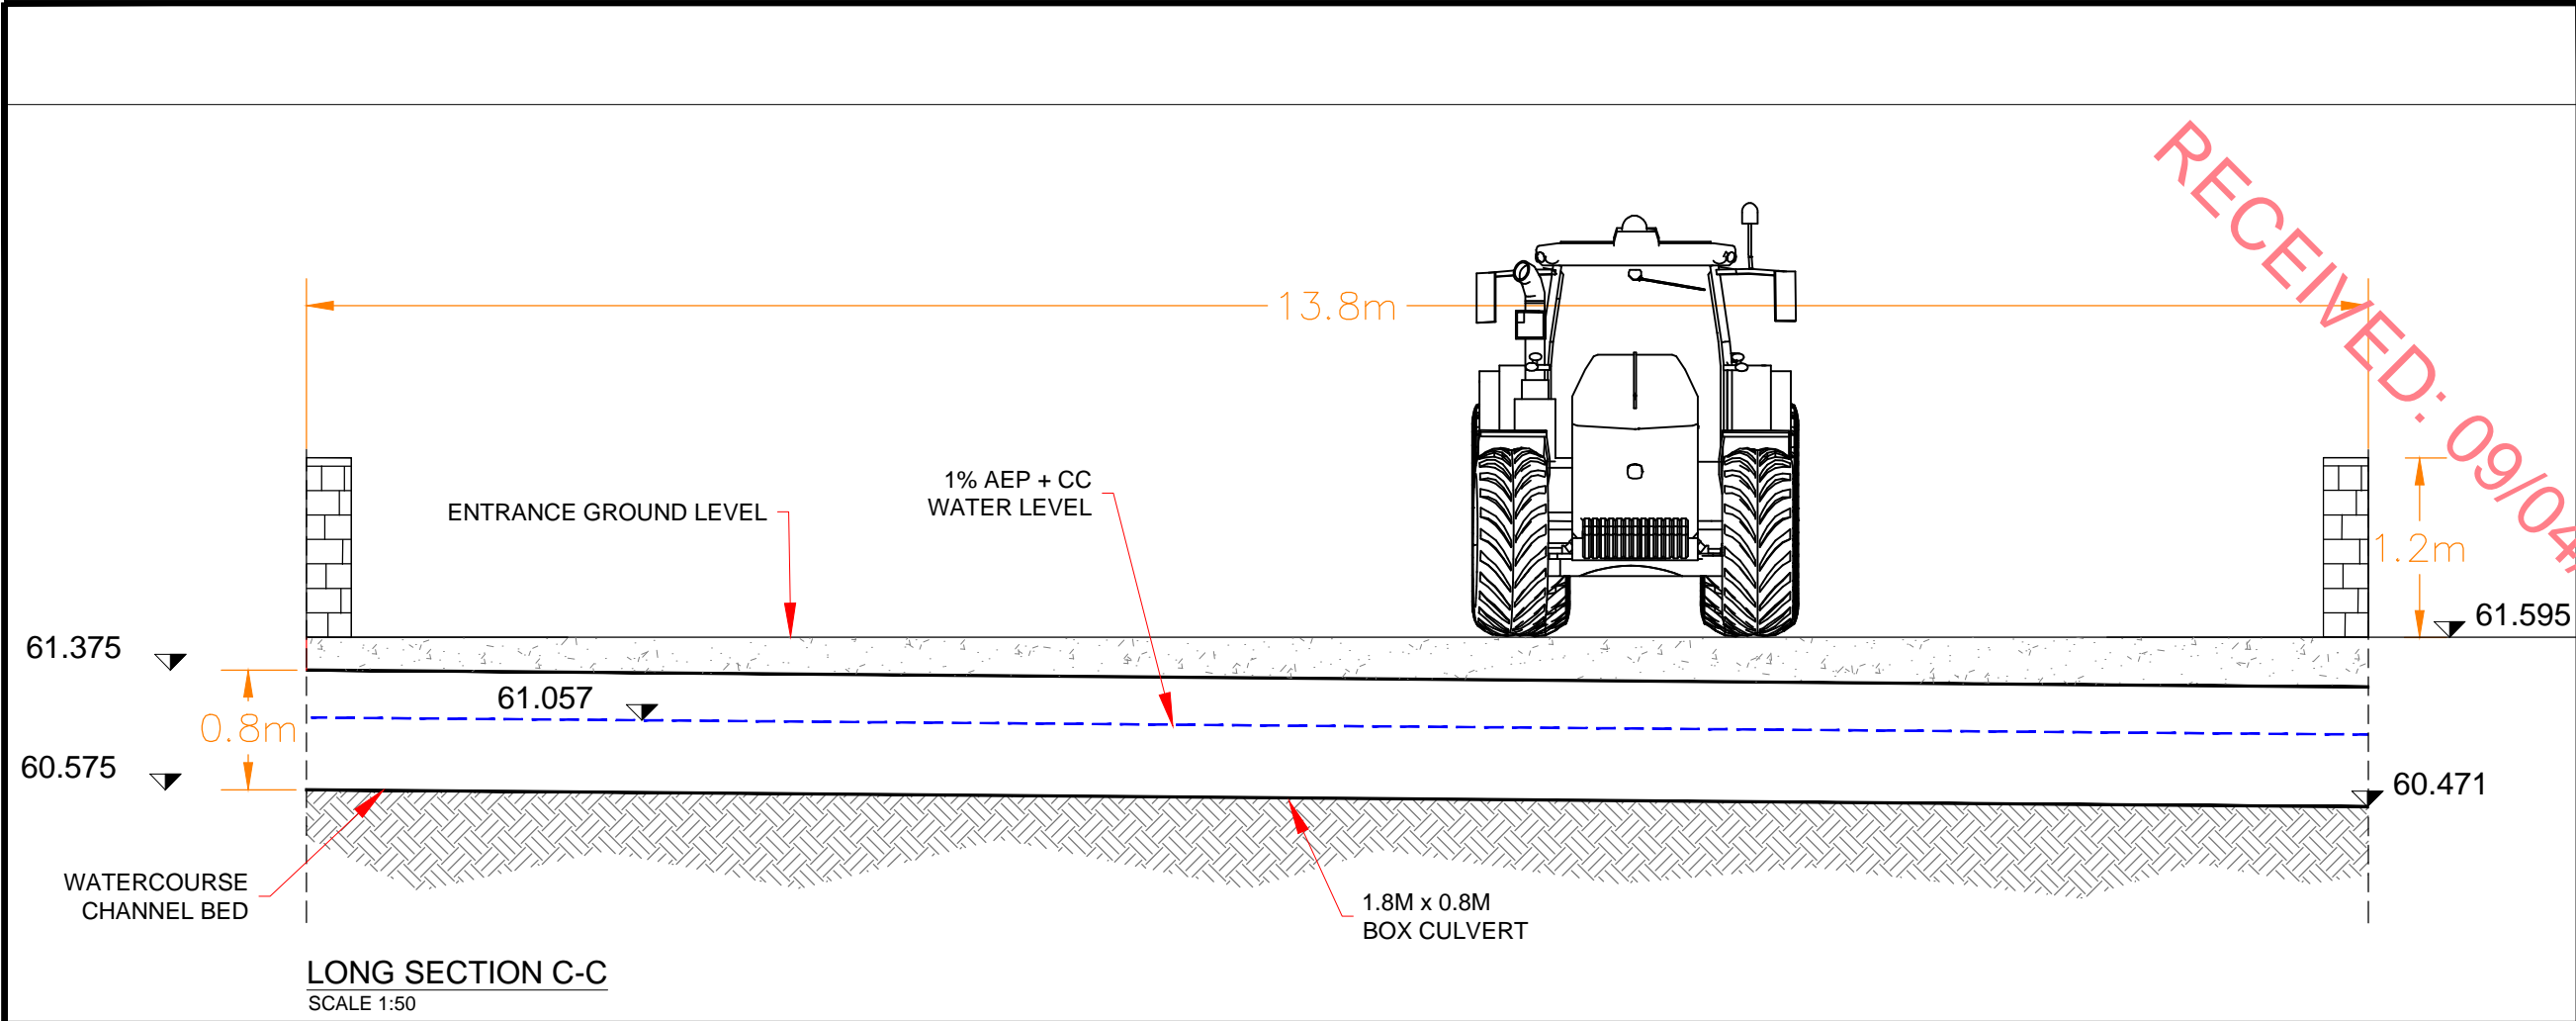 RECEIVED: 09/04/
13.8m
1% AEP + CC
WATER LEVEL
ENTRANCE GROUND LEVEL
1.2m
61.595
61.375
61.057
0.8m
60.575
60.471
WATERCOURSE
CHANNEL BED
1.8M x 0.8M
BOX CULVERT
LONG SECTION C-C
SCALE 1:50